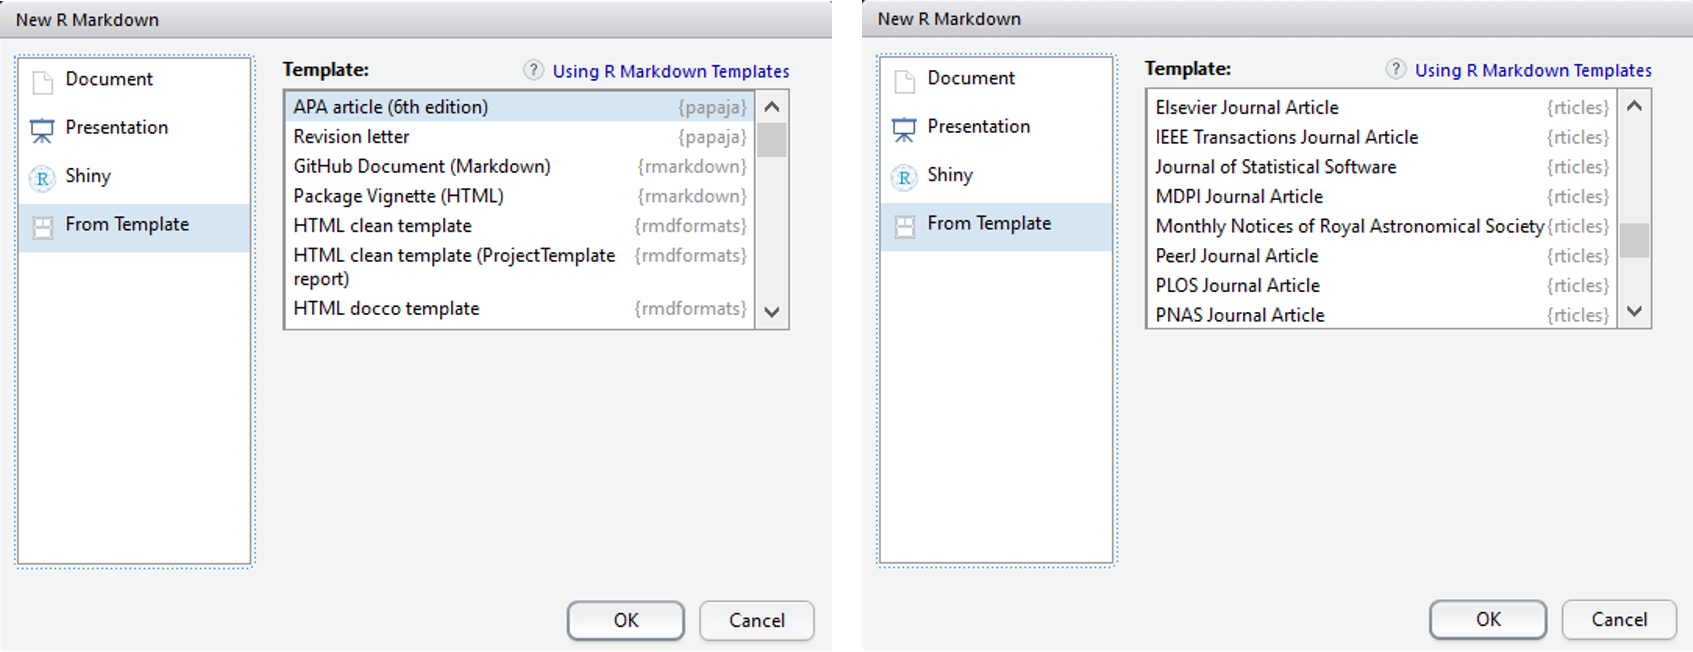 New R Markdown
Document
Presentation
Shiny
From Template
Template:
? Using R Markdown Templates
APA article (6th edition) {papaja}
Revision letter {papaja}
GitHub Document (Markdown) {rmarkdown}
Package Vignette (HTML) {rmarkdown}
HTML clean template {rmdformats}
HTML clean template (ProjectTemplate {rmdformats}
report)
HTML docco template {rmdformats}
OK
Cancel
New R Markdown
Document
Presentation
Shiny
From Template
Template:
? Using R Markdown Templates
Elsevier Journal Article {rticles}
IEEE Transactions Journal Article {rticles}
Journal of Statistical Software {rticles}
MDPI Journal Article {rticles}
Monthly Notices of Royal Astronomical Society {rticles}
PeerJ Journal Article {rticles}
PLOS Journal Article {rticles}
PNAS Journal Article {rticles}
OK
Cancel